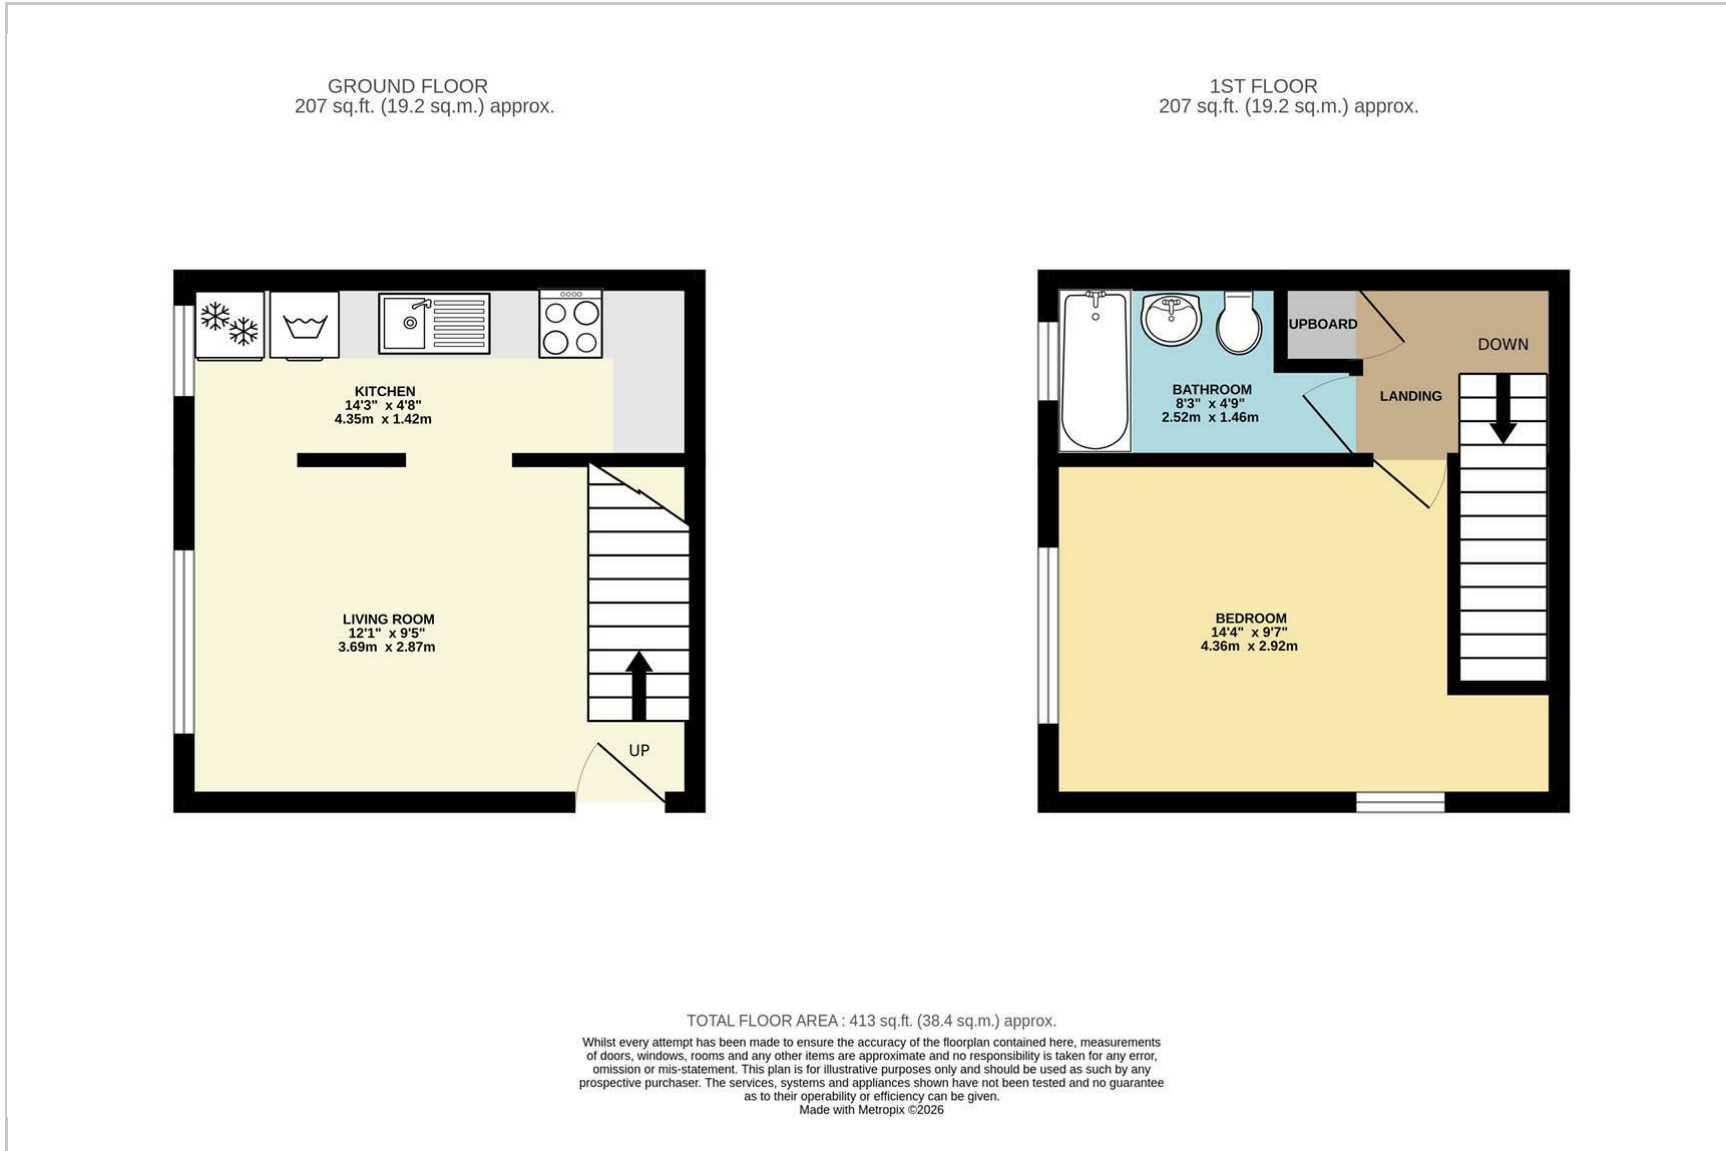 GROUND FLOOR
207 sq.ft. (19.2 sq.m.) approx.
1ST FLOOR
207 sq.ft. (19.2 sq.m.) approx.
KITCHEN
14'3" x 4'8"
4.35m x 1.42m
LIVING ROOM
12'1" x 9'5"
3.69m x 2.87m
UP
UPBOARD
DOWN
BATHROOM
8'3" x 4'9"
2.52m x 1.46m
LANDING
BEDROOM
14'4" x 9'7"
4.36m x 2.92m
TOTAL FLOOR AREA : 413 sq.ft. (38.4 sq.m.) approx.
Whilst every attempt has been made to ensure the accuracy of the floorplan contained here, measurements
of doors, windows, rooms and any other items are approximate and no responsibility is taken for any error,
omission or mis-statement. This plan is for illustrative purposes only and should be used as such by any
prospective purchaser. The services, systems and appliances shown have not been tested and no guarantee
as to their operability or efficiency can be given.
Made with Metropix ©2026